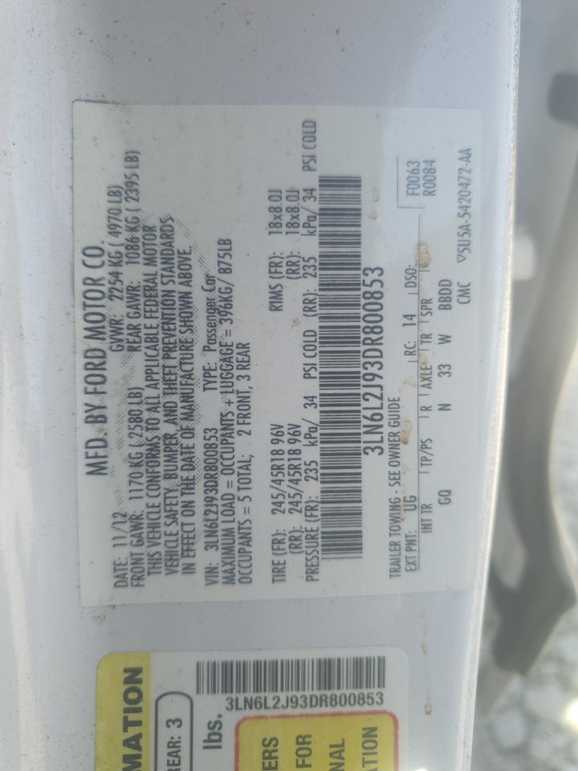 MFD. BY FORD MOTOR CO.
DATE: 11/12 GVWR: 2254 KG ( 4970 LB)
FRONT GAWR: 1170 KG ( 2580 LB) REAR GAWR: 1086 KG ( 2395 LB)
THIS VEHICLE CONFORMS TO ALL APPLICABLE FEDERAL MOTOR
VEHICLE SAFETY, BUMPER, AND THEFT PREVENTION STANDARDS
IN EFFECT ON THE DATE OF MANUFACTURE SHOWN ABOVE.
VIN: 3LN6L2J93DR800853 TYPE: Passenger Car
MAXIMUM LOAD = OCCUPANTS + LUGGAGE = 396KG/ 875LB
OCCUPANTS = 5 TOTAL; 2 FRONT, 3 REAR
TIRE (FR): 245/45R18 96V RIMS (FR): 18x8.0J
(RR): 245/45R18 96V (RR): 18x8.0J
PRESSURE (FR): 235 kPa/ 34 PSI COLD (RR): 235 kPa/ 34 PSI COLD
3LN6L2J93DR800853
TRAILER TOWING - SEE OWNER GUIDE F0063
EXT PNT: UG RC: 14 DSO: R0084
INT TR TP/PS R AXLE TR SPR
GQ N 33 W BBDD
CMC ▽5U5A-5420472-AA
MATION
REAR: 3
lbs.
3LN6L2J93DR800853
ERS
FOR
NAL
TION